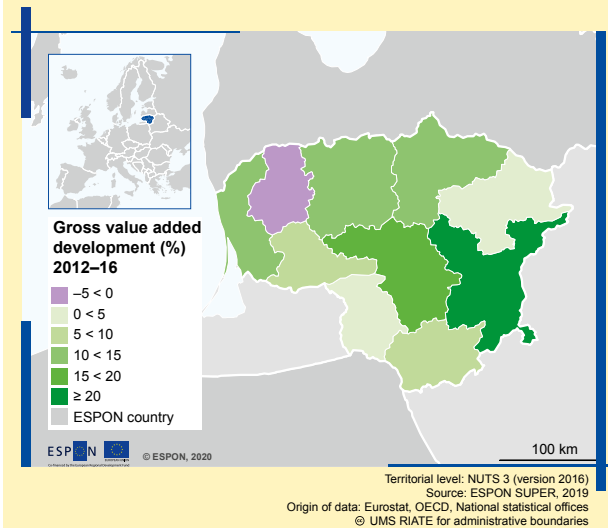 Gross value added
development (%)
2012–16
–5 < 0
0 < 5
5 < 10
10 < 15
15 < 20
≥ 20
ESPON country
ESPON
© ESPON, 2020
100 km
Territorial level: NUTS 3 (version 2016)
Source: ESPON SUPER, 2019
Origin of data: Eurostat, OECD, National statistical offices
© UMS RIATE for administrative boundaries